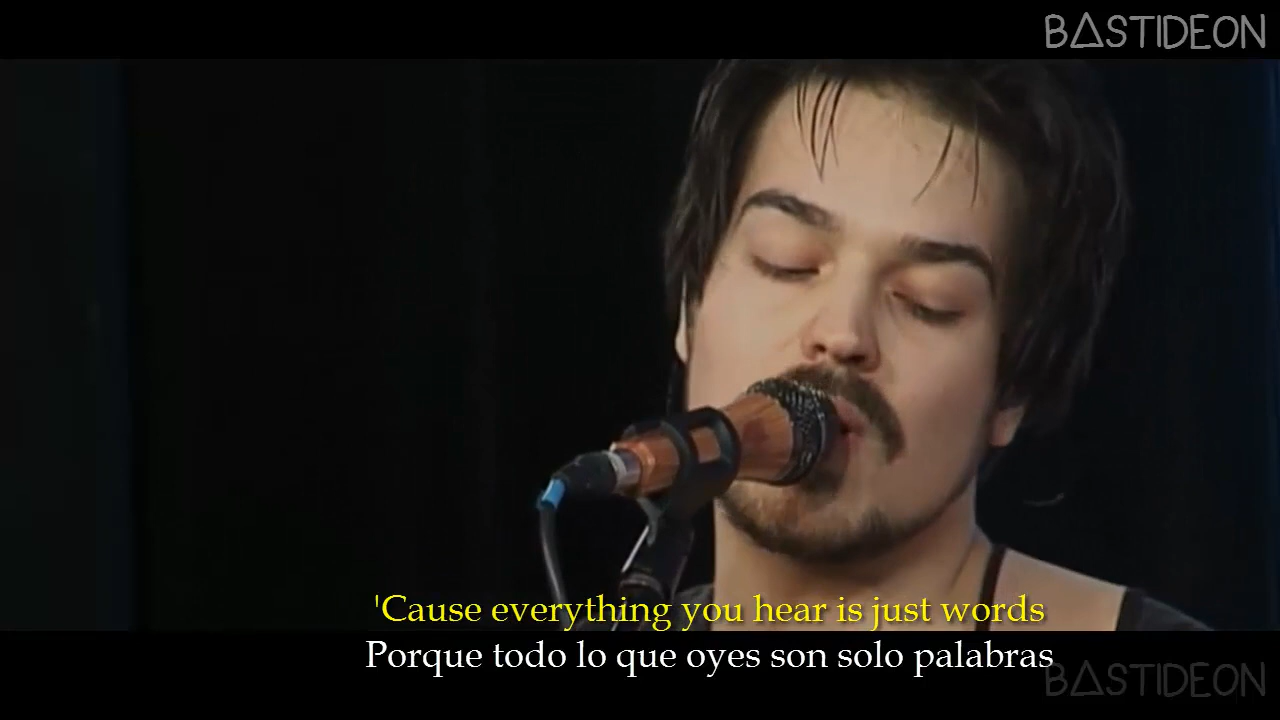 BASTIDEON
'Cause everything you hear is just words
Porque todo lo que oyes son solo palabras
BASTIDEON